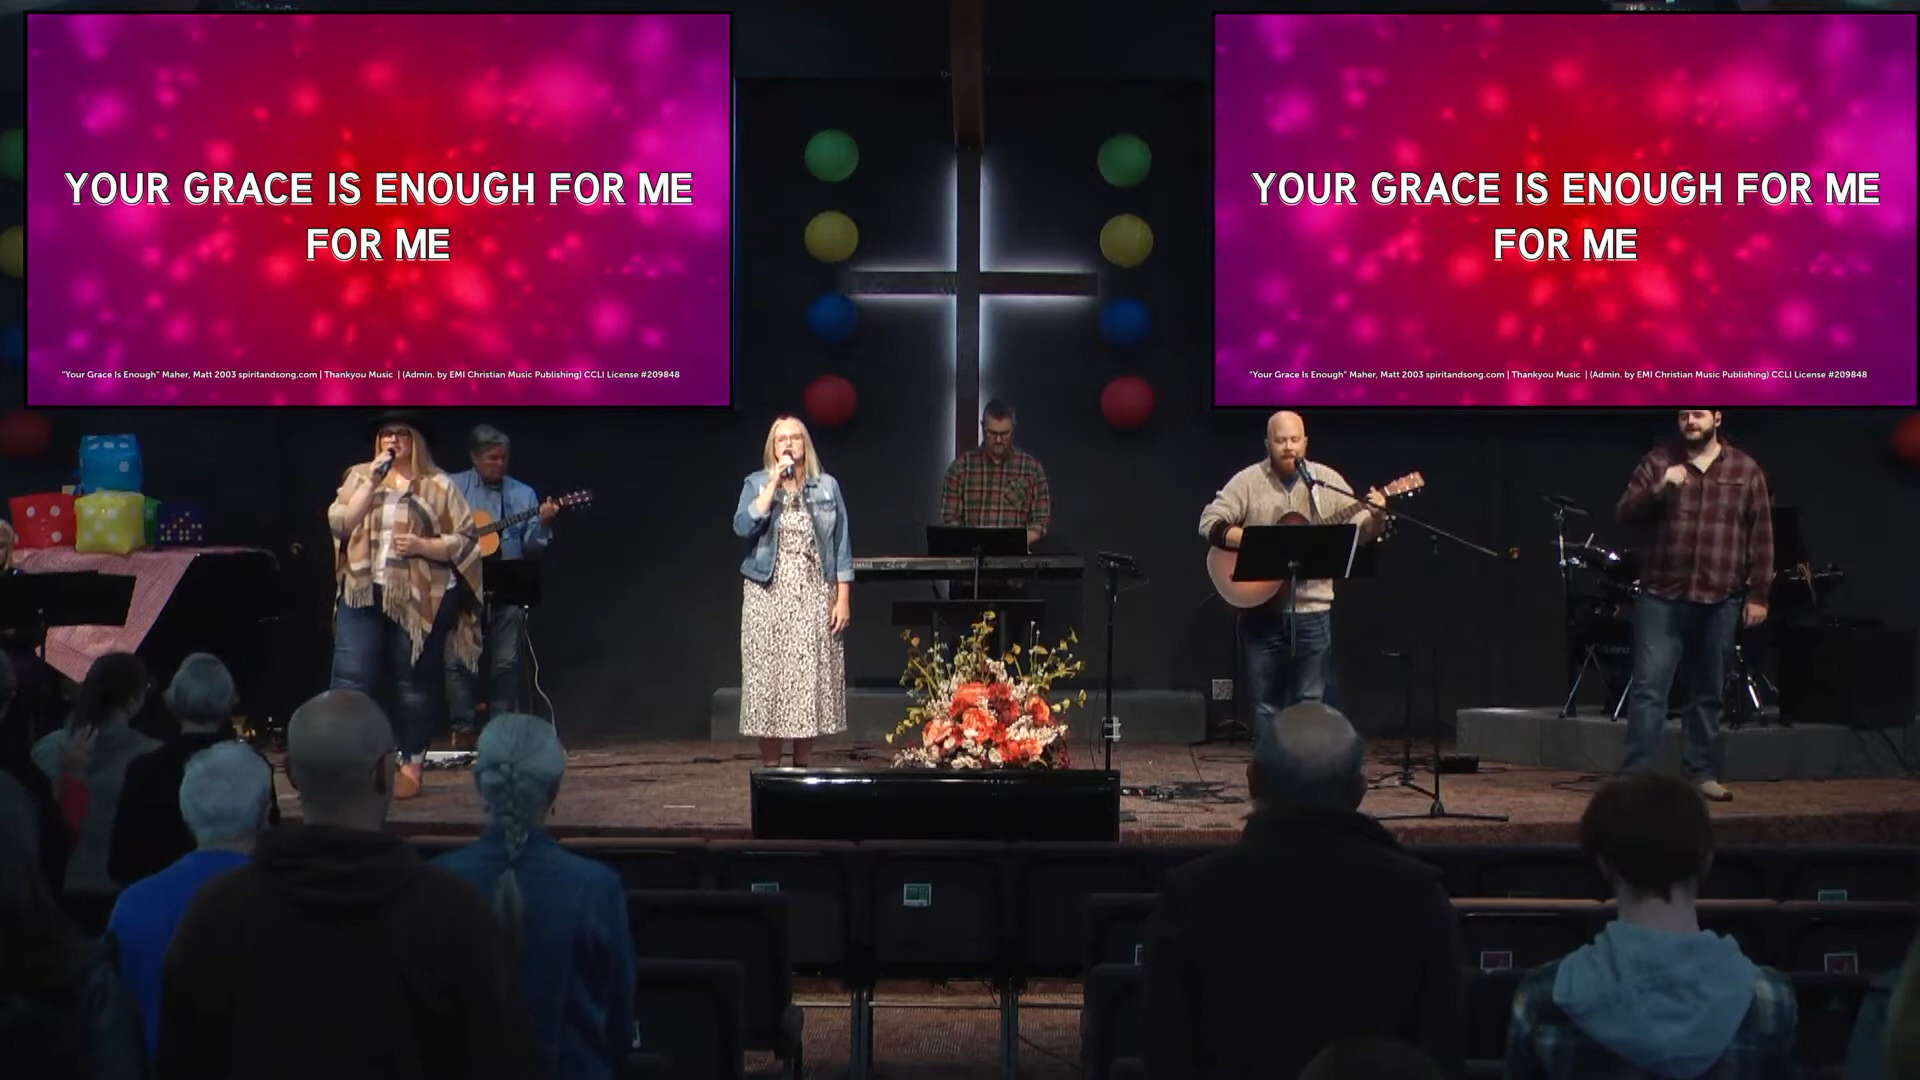 YOUR GRACE IS ENOUGH FOR ME
FOR ME
"Your Grace Is Enough" Maher, Matt 2003 spiritandsong.com | Thankyou Music | (Admin. by EMI Christian Music Publishing) CCLI License #209848
YOUR GRACE IS ENOUGH FOR ME
FOR ME
"Your Grace Is Enough" Maher, Matt 2003 spiritandsong.com | Thankyou Music | (Admin. by EMI Christian Music Publishing) CCLI License #209848
YAMAHA
Roland